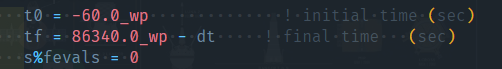 t0 = -60.0_wp ! initial time (sec)
tf = 86340.0_wp - dt ! final time (sec)
s%fevals = 0